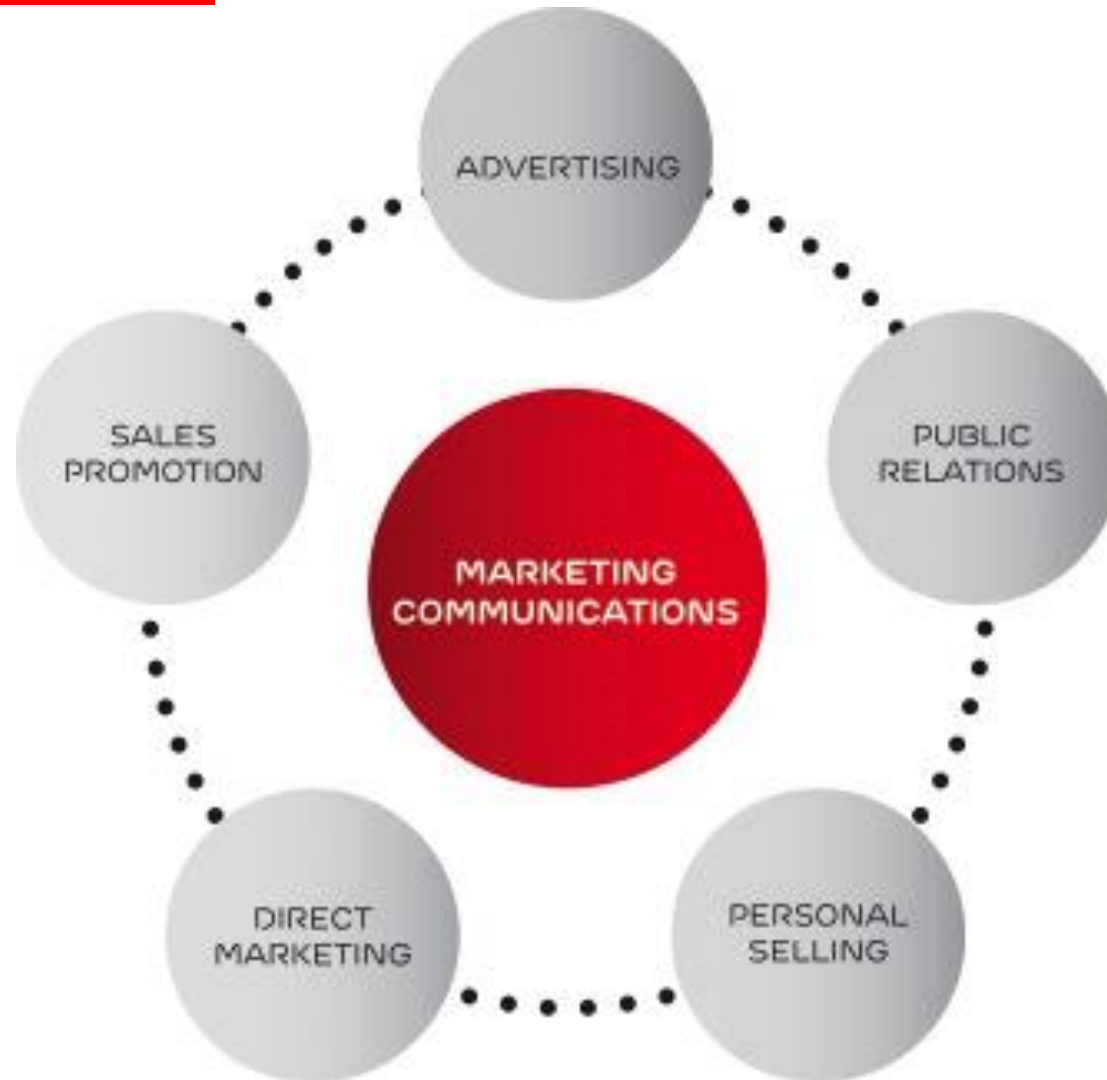 ADVERTISING
SALES
PROMOTION
PUBLIC
RELATIONS
MARKETING
COMMUNICATIONS
DIRECT
MARKETING
PERSONAL
SELLING